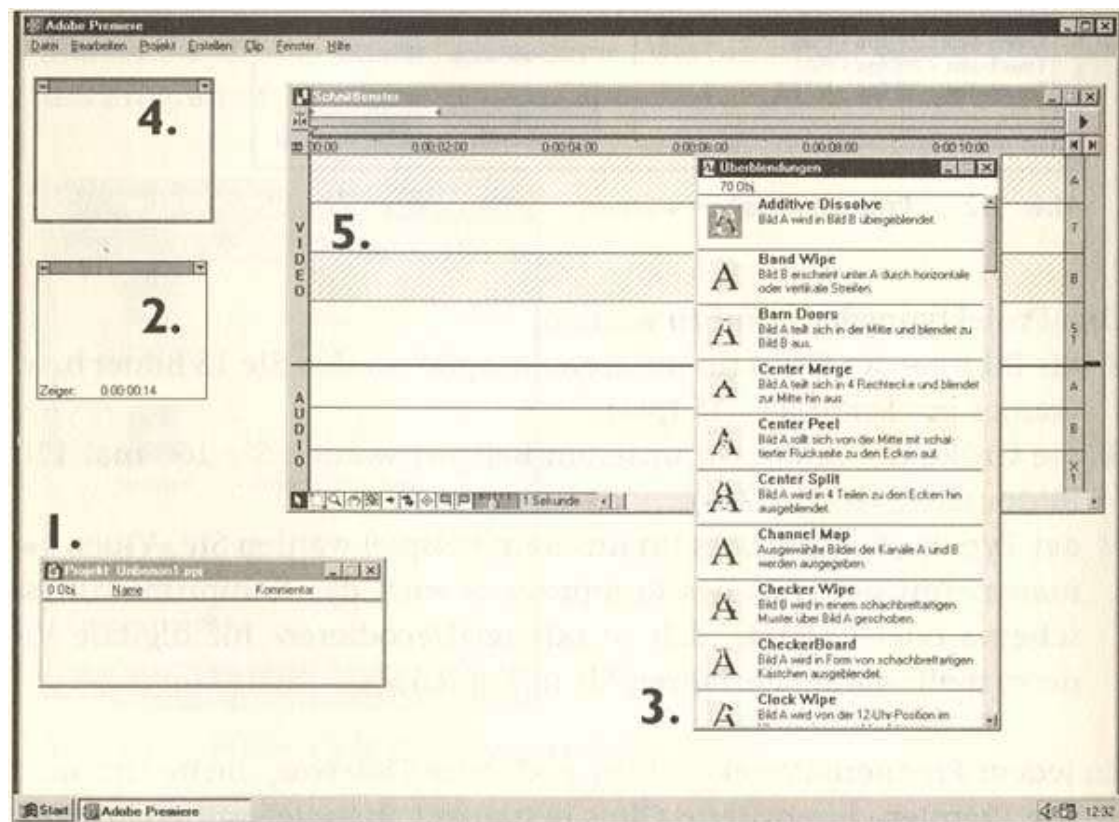 Adobe Premiere
Datei Bearbeiten Projekt Erstellen Clip Fenster Hilfe
4.
Schnittfenster
00:00 0:00:02:00 0:00:04:00 0:00:06:00 0:00:08:00 0:00:10:00
VIDEO
5.
A
T
B
S1
AUDIO
A
B
X1
1 Sekunde
2.
Zeiger: 0:00:00:14
1.
Projekt: Unbenan1.ppj
0 Obj. Name Kommentar
Überblendungen
70 Obj.
Additive Dissolve
Bild A wird in Bild B übergeblendet.
Band Wipe
Bild B erscheint unter A durch horizontale
oder vertikale Streifen.
Barn Doors
Bild A teilt sich in der Mitte und blendet zu
Bild B aus.
Center Merge
Bild A teilt sich in 4 Rechtecke und blendet
zur Mitte hin aus
Center Peel
Bild A rollt sich von der Mitte mit schat-
tierter Rückseite zu den Ecken auf.
Center Split
Bild A wird in 4 Teilen zu den Ecken hin
ausgeblendet.
Channel Map
Ausgewählte Bilder der Kanäle A und B
werden ausgegeben.
Checker Wipe
Bild B wird in einem schachbrettartigen
Muster über Bild A geschoben.
CheckerBoard
Bild A wird in Form von schachbrettartigen
Kästchen ausgeblendet.
Clock Wipe
Bild A wird von der 12-Uhr-Position im
3.
Start Adobe Premiere 12:32